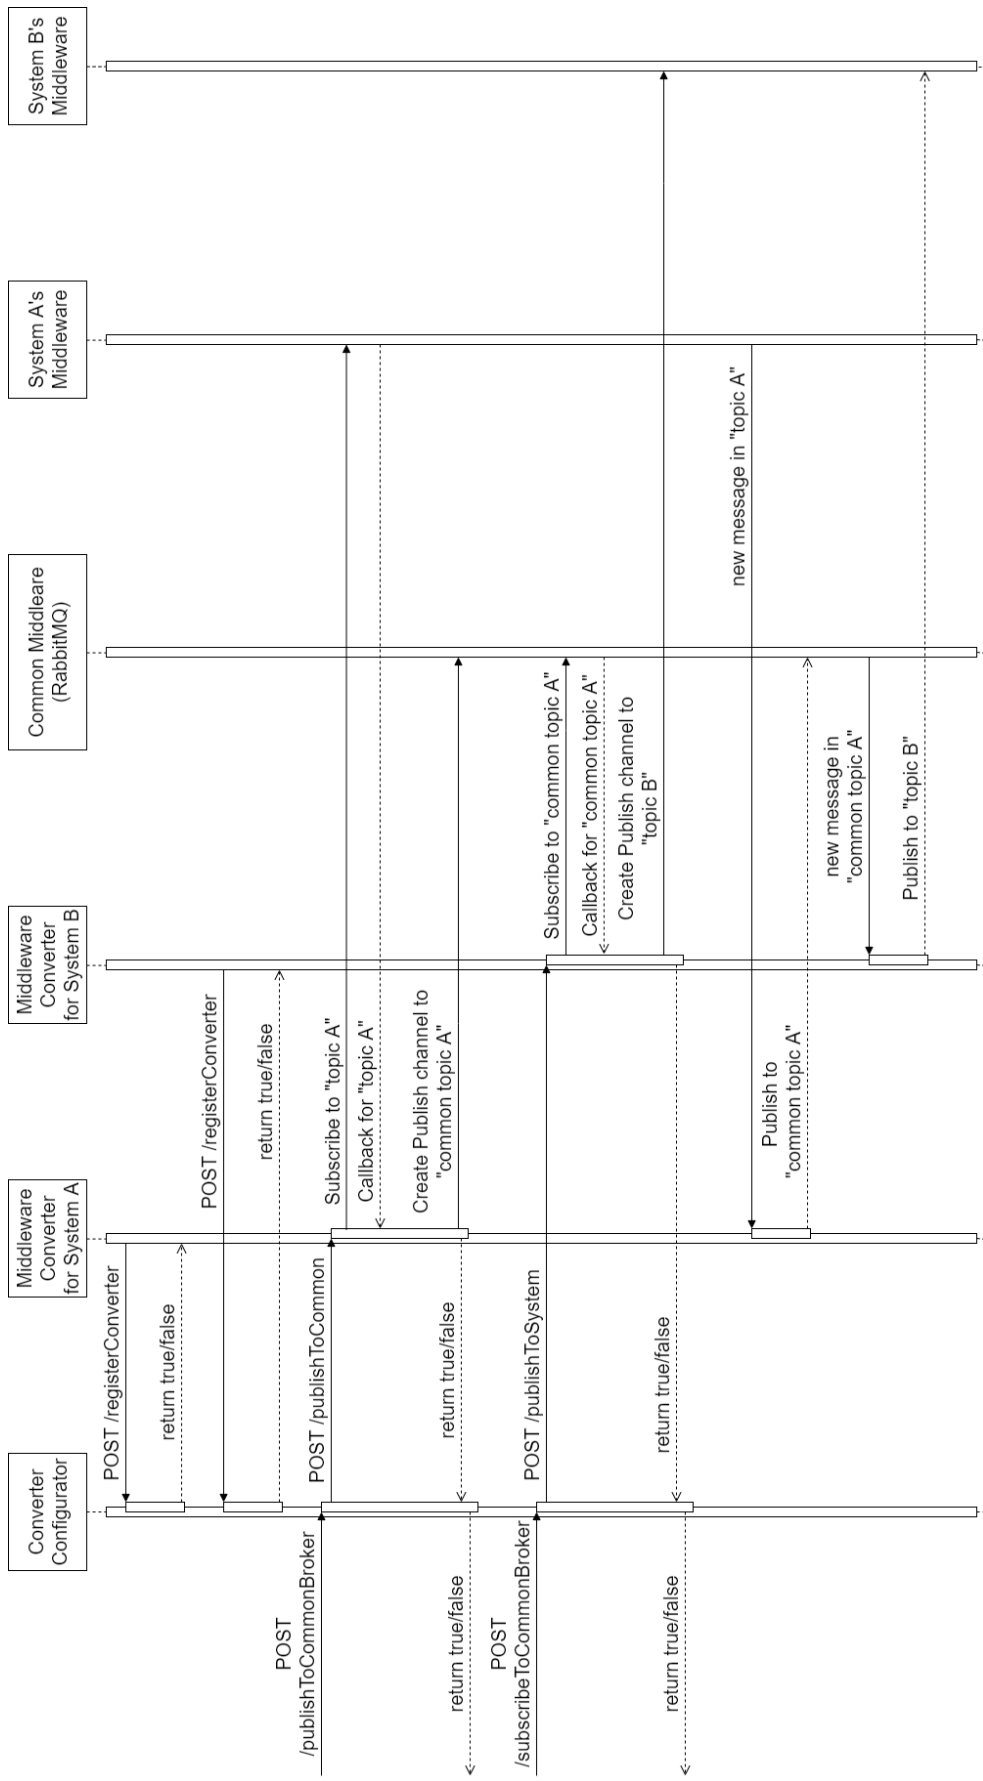 Converter
Configurator
Middleware
Converter
for System A
Middleware
Converter
for System B
Common Middleare
(RabbitMQ)
System A's
Middleware
System B's
Middleware
POST /registerConverter
return true/false
POST /registerConverter
return true/false
POST
/publishToCommonBroker
POST /publishToCommon
Subscribe to "topic A"
Callback for "topic A"
Create Publish channel to
"common topic A"
return true/false
return true/false
POST
/subscribeToCommonBroker
POST /publishToSystem
Subscribe to "common topic A"
Callback for "common topic A"
Create Publish channel to
"topic B"
return true/false
return true/false
new message in "topic A"
Publish to
"common topic A"
new message in
"common topic A"
Publish to "topic B"